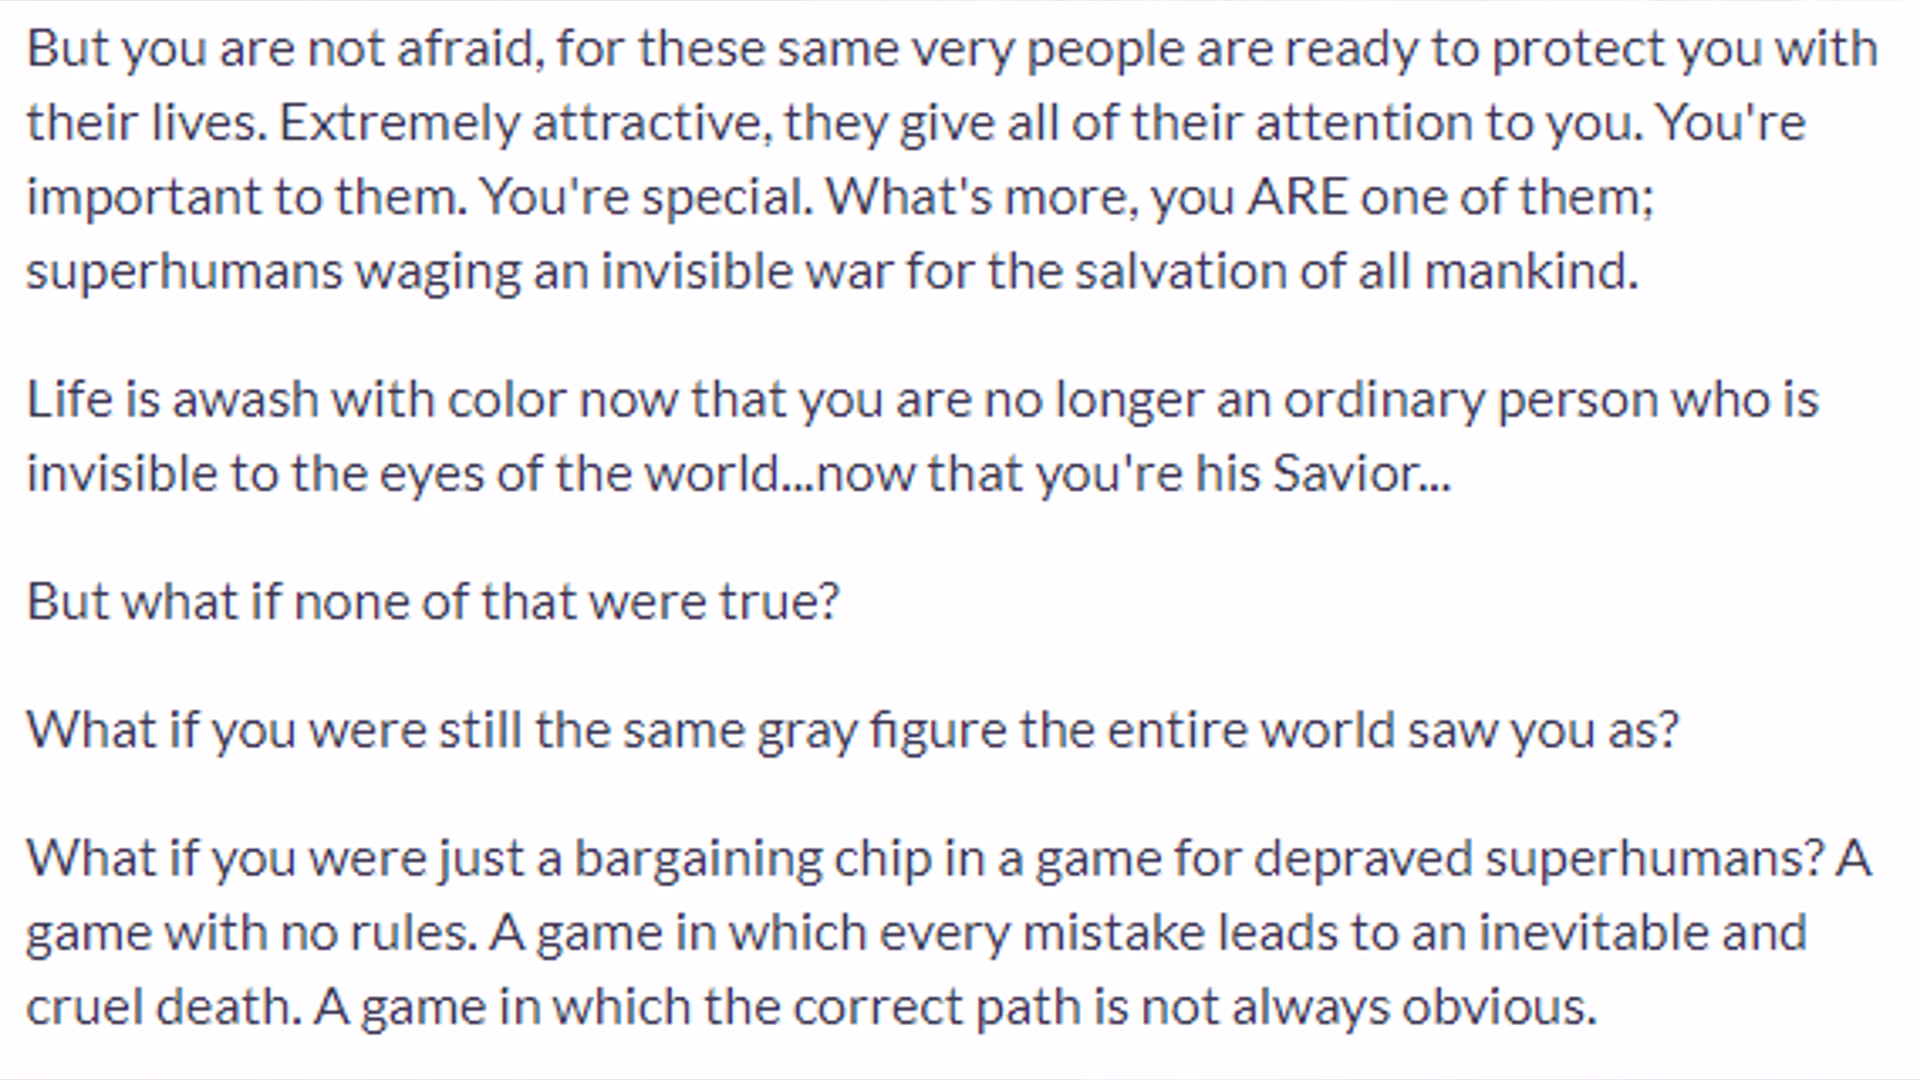 But you are not afraid, for these same very people are ready to protect you with
their lives. Extremely attractive, they give all of their attention to you. You're
important to them. You're special. What's more, you ARE one of them;
superhumans waging an invisible war for the salvation of all mankind.
Life is awash with color now that you are no longer an ordinary person who is
invisible to the eyes of the world...now that you're his Savior...
But what if none of that were true?
What if you were still the same gray figure the entire world saw you as?
What if you were just a bargaining chip in a game for depraved superhumans? A
game with no rules. A game in which every mistake leads to an inevitable and
cruel death. A game in which the correct path is not always obvious.